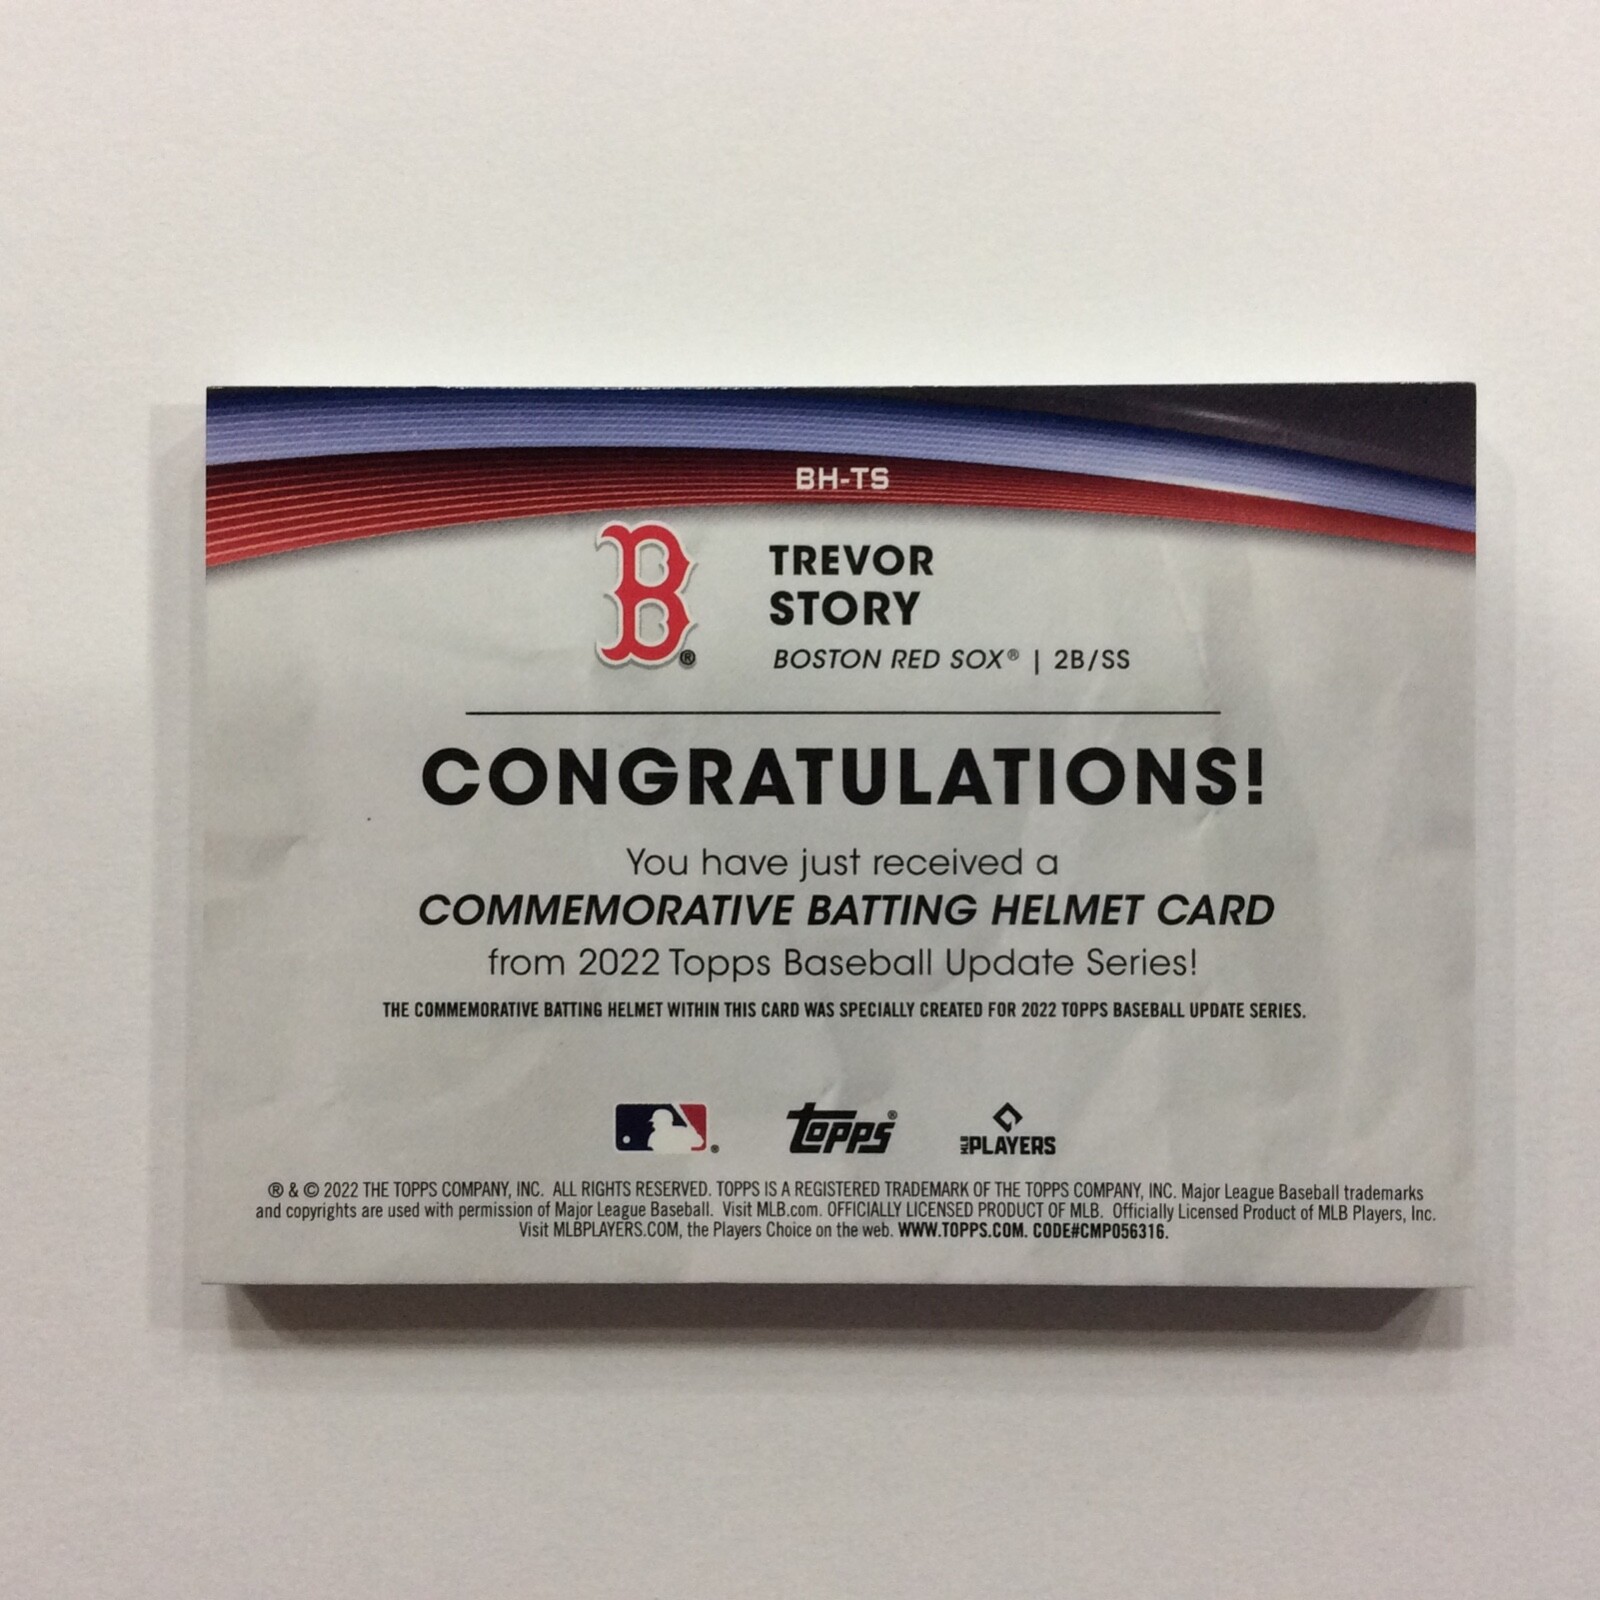 BH-TS
B®
TREVOR
STORY
BOSTON RED SOX® | 2B/SS
CONGRATULATIONS!
You have just received a
COMMEMORATIVE BATTING HELMET CARD
from 2022 Topps Baseball Update Series!
THE COMMEMORATIVE BATTING HELMET WITHIN THIS CARD WAS SPECIALLY CREATED FOR 2022 TOPPS BASEBALL UPDATE SERIES.
® topps® MLB PLAYERS
® & © 2022 THE TOPPS COMPANY, INC. ALL RIGHTS RESERVED. TOPPS IS A REGISTERED TRADEMARK OF THE TOPPS COMPANY, INC. Major League Baseball trademarks
and copyrights are used with permission of Major League Baseball. Visit MLB.com. OFFICIALLY LICENSED PRODUCT OF MLB. Officially Licensed Product of MLB Players, Inc.
Visit MLBPLAYERS.COM, the Players Choice on the web. WWW.TOPPS.COM. CODE#CMP056316.